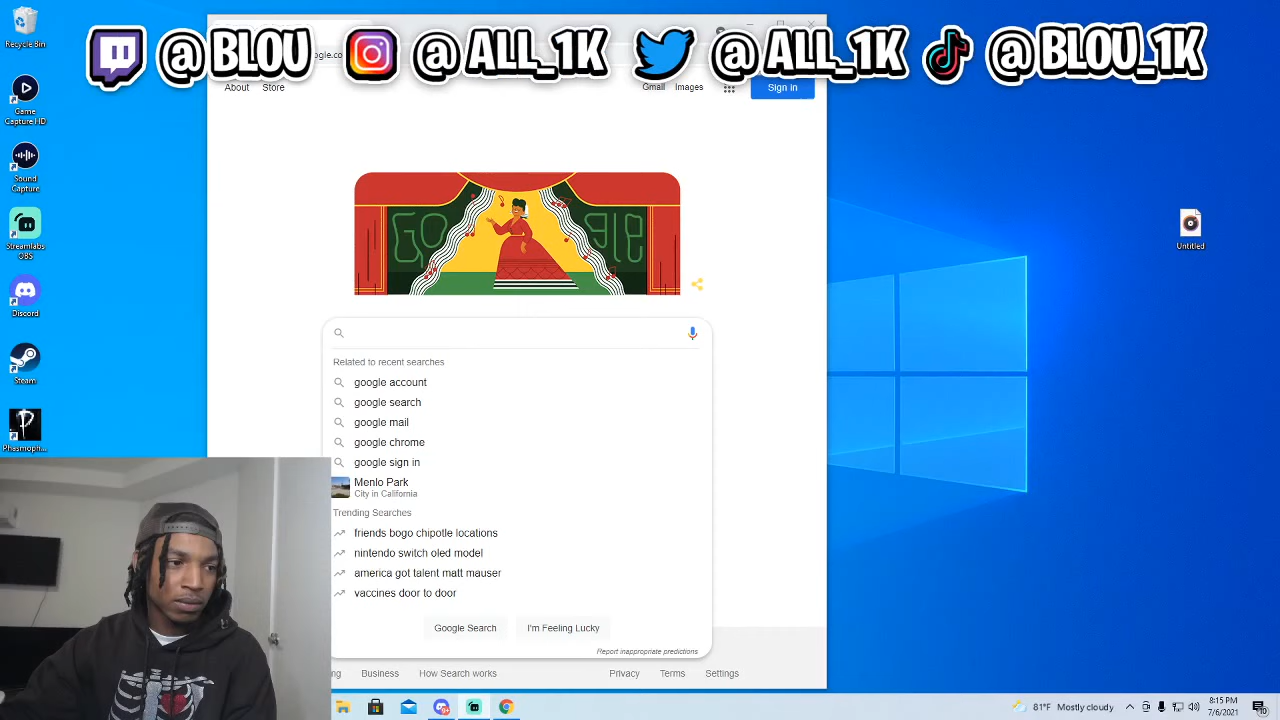 @BLOU @ALL_1K @ALL_1K @BLOU_1K
Recycle Bin
Game
Capture HD
Sound
Capture
Streamlabs
OBS
Discord
Steam
Phasmoph...
About Store
Gmail Images
Sign in
GO
gle
Related to recent searches
google account
google search
google mail
google chrome
google sign in
Menlo Park
City in California
Trending Searches
friends bogo chipotle locations
nintendo switch oled model
america got talent matt mauser
vaccines door to door
Google Search I'm Feeling Lucky
Report inappropriate predictions
Business How Search works Privacy Terms Settings
Untitled
81°F Mostly cloudy
8:15 PM
7/6/2021